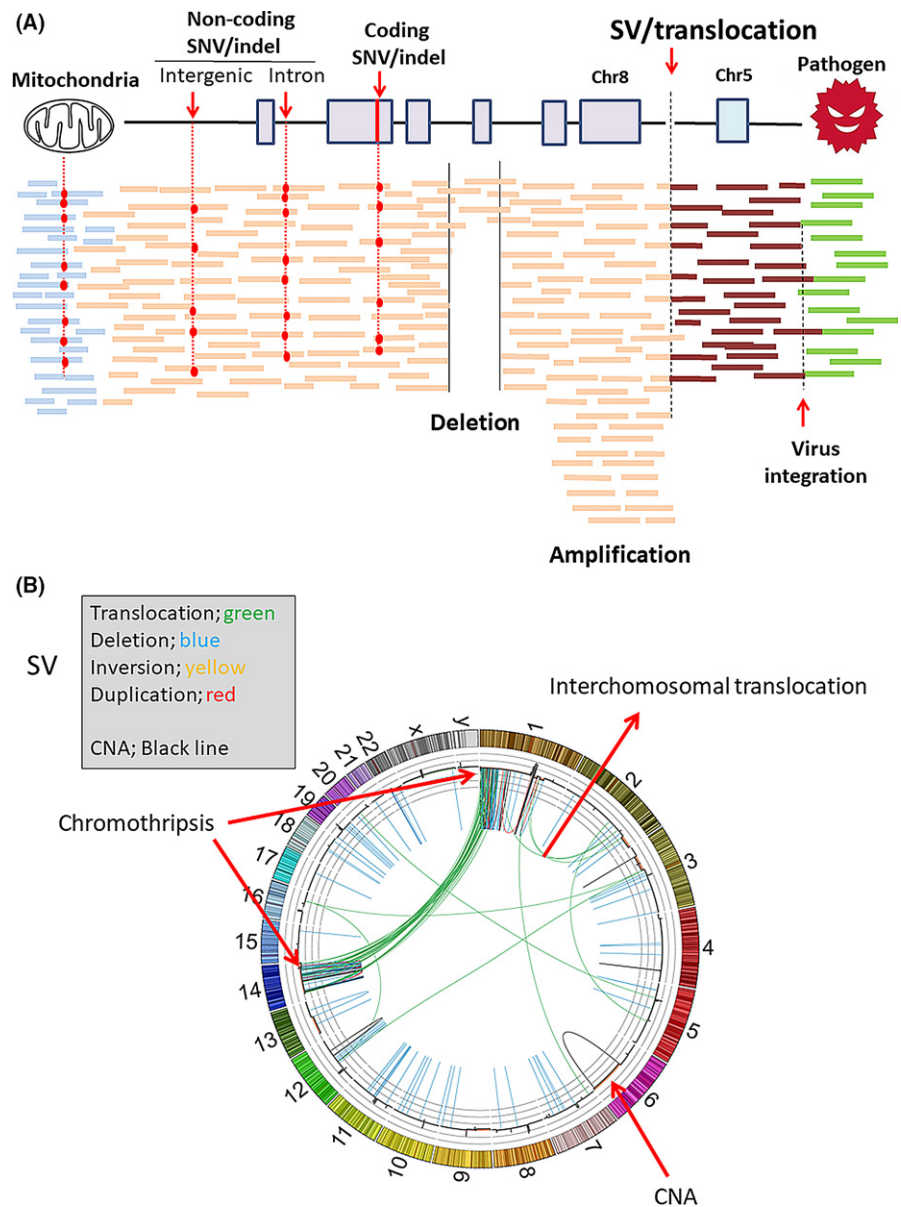 (A)
Non-coding
SNV/indel
Intergenic Intron
Coding
SNV/indel
SV/translocation
Mitochondria
Chr8
Chr5
Pathogen
Deletion
Virus
integration
Amplification
(B)
SV
Translocation; green
Deletion; blue
Inversion; yellow
Duplication; red
CNA; Black line
Interchomosomal translocation
Chromothripsis
1
2
3
4
5
6
7
8
9
10
11
12
13
14
15
16
17
18
19
20
21
22
x
y
CNA